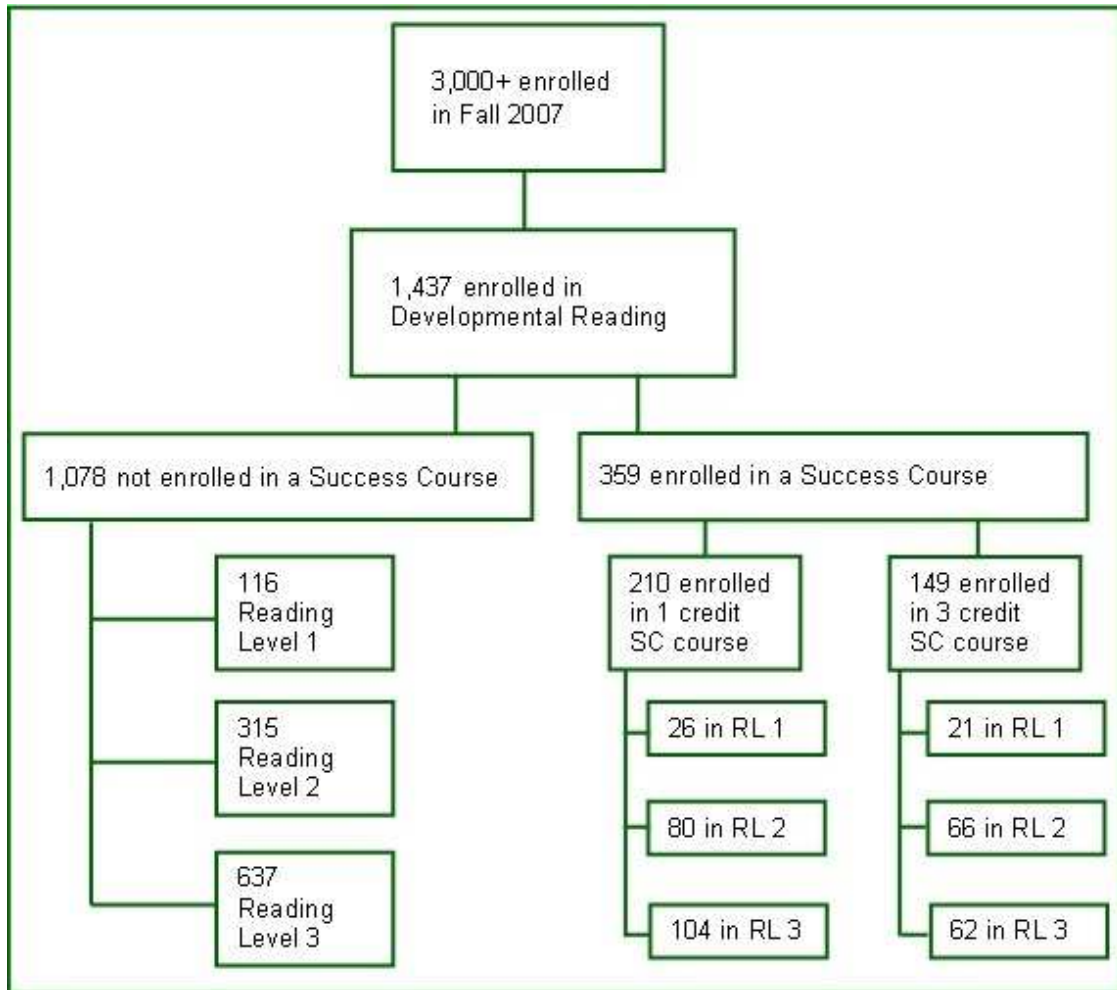 3,000+ enrolled
in Fall 2007
1,437 enrolled in
Developmental Reading
1,078 not enrolled in a Success Course
359 enrolled in a Success Course
116
Reading
Level 1
315
Reading
Level 2
637
Reading
Level 3
210 enrolled
in 1 credit
SC course
26 in RL 1
80 in RL 2
104 in RL 3
149 enrolled
in 3 credit
SC course
21 in RL 1
66 in RL 2
62 in RL 3